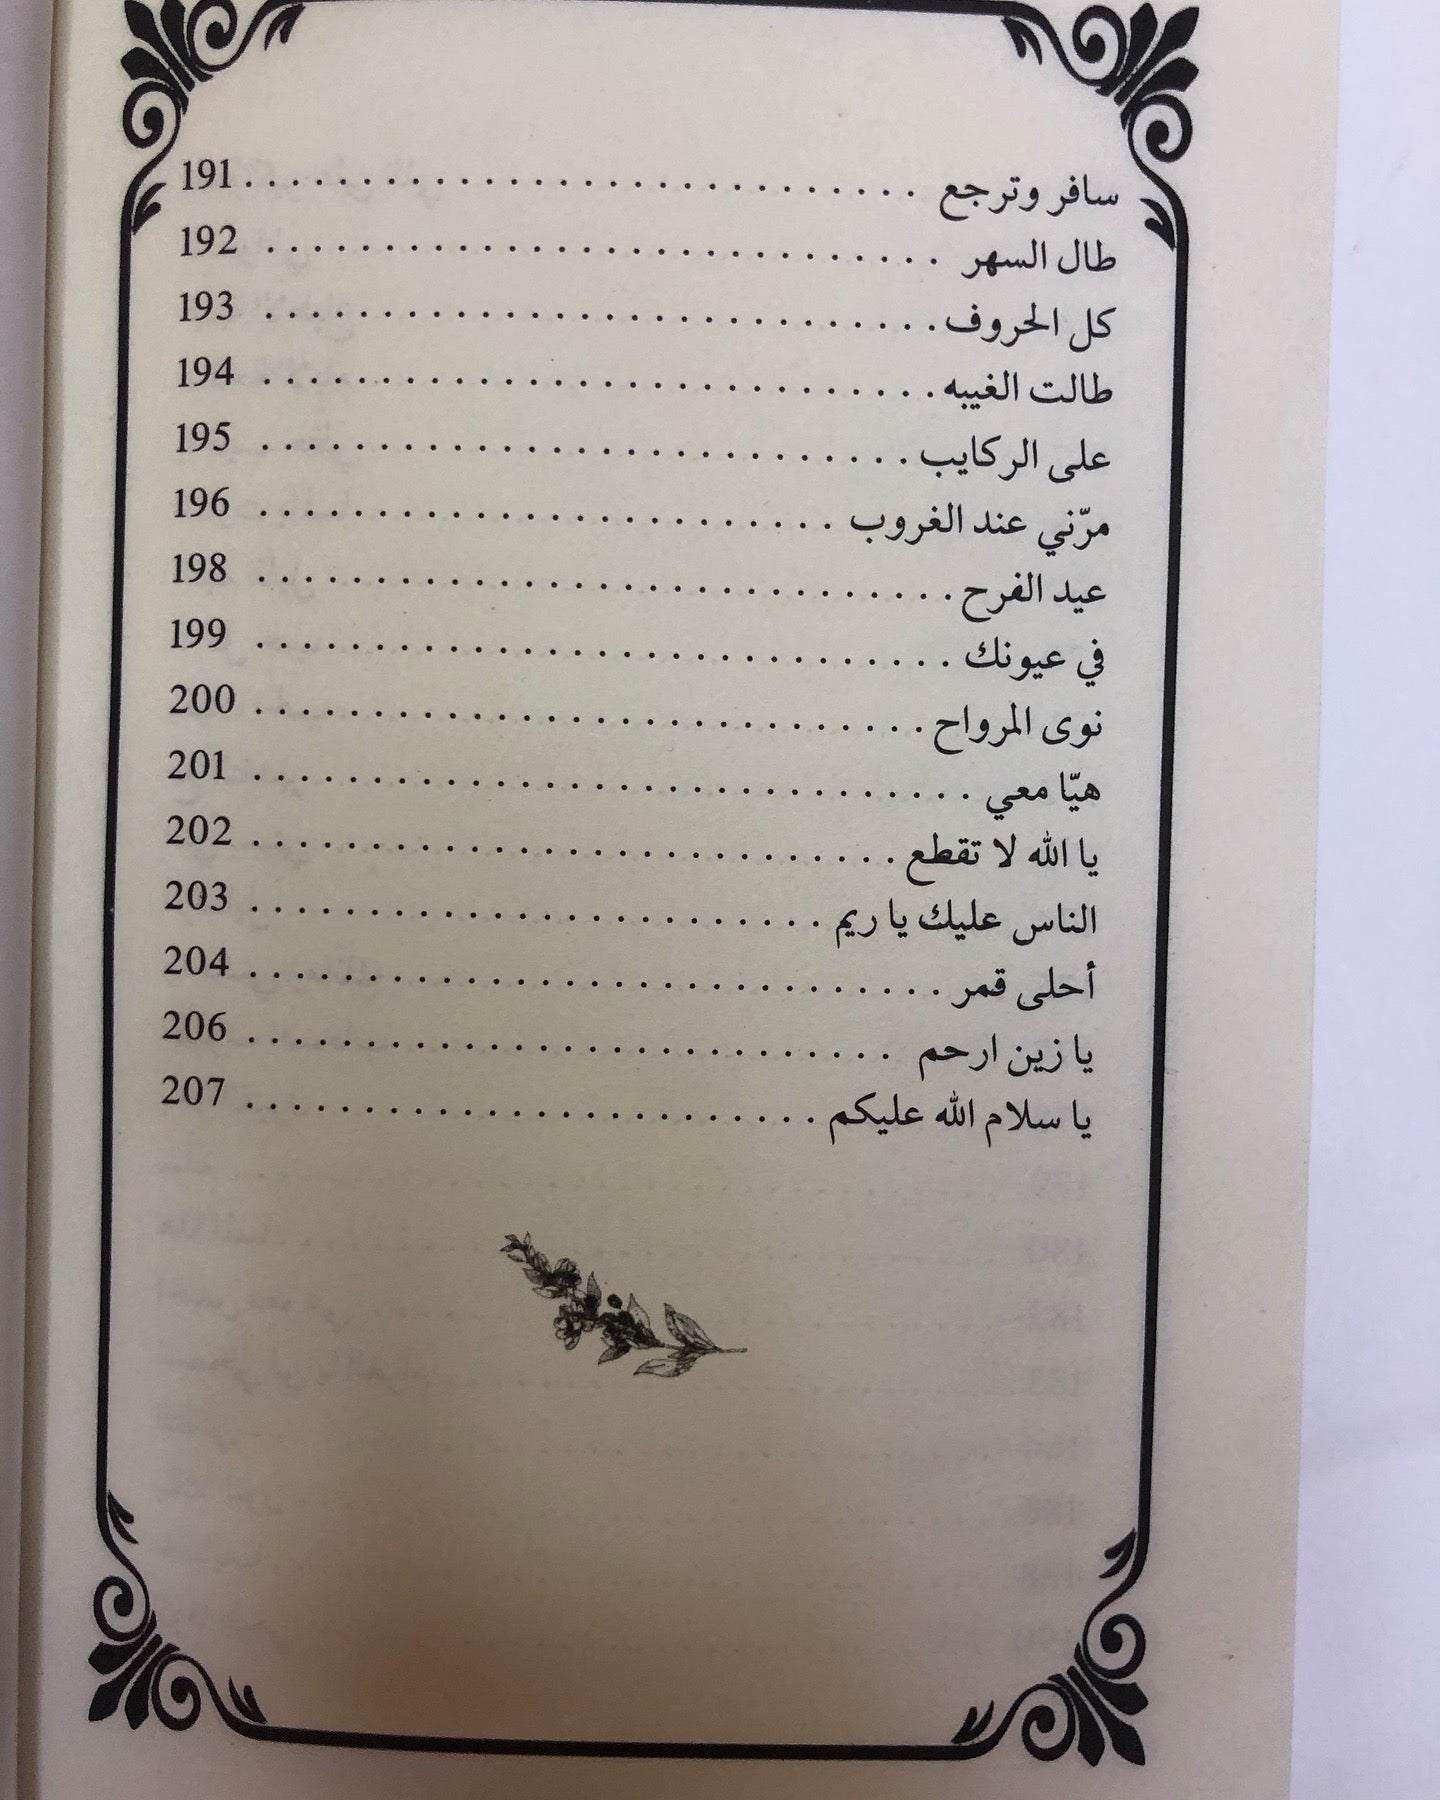 سافر وترجع 191
طال السهر 192
كل الحروف 193
طالت الغيبه 194
على الركايب 195
مرّني عند الغروب 196
عيد الفرح 198
في عيونك 199
نوى المرواح 200
هيّا معي 201
يا الله لا تقطع 202
الناس عليك يا ريم 203
أحلى قمر 204
يا زين ارحم 206
يا سلام الله عليكم 207